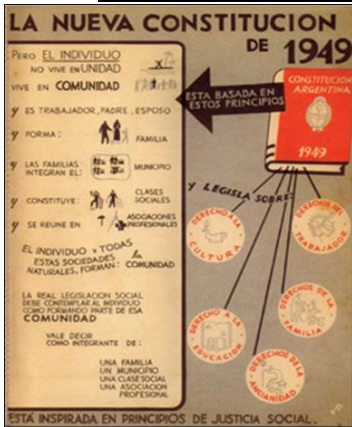 LA NUEVA CONSTITUCION
DE 1949
PERO EL INDIVIDUO
NO VIVE EN UNIDAD
VIVE EN COMUNIDAD
Y ES TRABAJADOR, PADRE, ESPOSO
Y FORMA:
FAMILIA
Y LAS FAMILIAS
INTEGRAN EL:
MUNICIPIO
Y CONSTITUYE:
CLASES
SOCIALES
Y SE REUNE EN
ASOCIACIONES
PROFESIONALES
EL INDIVIDUO Y TODAS
ESTAS SOCIEDADES
NATURALES, FORMAN: la
COMUNIDAD
LA REAL LEGISLACION SOCIAL
DEBE CONTEMPLAR AL INDIVIDUO
COMO FORMANDO PARTE DE ESA
COMUNIDAD
VALE DECIR
COMO INTEGRANTE DE:
UNA FAMILIA
UN MUNICIPIO
UNA CLASE SOCIAL
UNA ASOCIACION
PROFESIONAL
ESTA BASADA EN
ESTOS PRINCIPIOS
CONSTITUCION
ARGENTINA
1949
Y LEGISLA SOBRE:
DERECHO A LA
CULTURA
DERECHOS DEL
TRABAJADOR
DERECHO A LA
EDUCACION
DERECHOS DE LA
FAMILIA
DERECHOS DE LA
ANCIANIDAD
ESTÁ INSPIRADA EN PRINCIPIOS DE JUSTICIA SOCIAL.